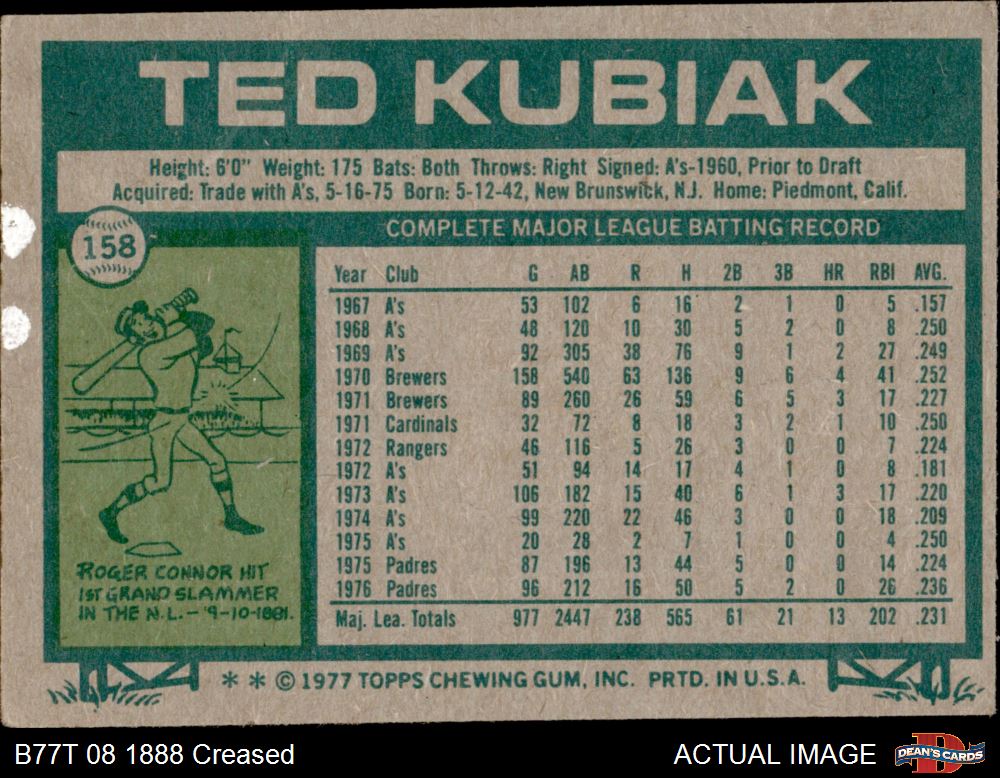 TED KUBIAK
Height: 6'0" Weight: 175 Bats: Both Throws: Right Signed: A's-1960, Prior to Draft
Acquired: Trade with A's, 5-16-75 Born: 5-12-42, New Brunswick, N.J. Home: Piedmont, Calif.
158
COMPLETE MAJOR LEAGUE BATTING RECORD
Year Club G AB R H 2B 3B HR RBI AVG.
1967 A's 53 102 6 16 2 1 0 5 .157
1968 A's 48 120 10 30 5 2 0 8 .250
1969 A's 92 305 38 76 9 1 2 27 .249
1970 Brewers 158 540 63 136 9 6 4 41 .252
1971 Brewers 89 260 26 59 6 5 3 17 .227
1971 Cardinals 32 72 8 18 3 2 1 10 .250
1972 Rangers 46 116 5 26 3 0 0 7 .224
1972 A's 51 94 14 17 4 1 0 8 .181
1973 A's 106 182 15 40 6 1 3 17 .220
1974 A's 99 220 22 46 3 0 0 18 .209
1975 A's 20 28 2 7 1 0 0 4 .250
1975 Padres 87 196 13 44 5 0 0 14 .224
1976 Padres 96 212 16 50 5 2 0 26 .236
Maj. Lea. Totals 977 2447 238 565 61 21 13 202 .231
ROGER CONNOR HIT
1ST GRAND SLAMMER
IN THE N.L.- 9-10-1881.
* * © 1977 TOPPS CHEWING GUM, INC. PRTD. IN U.S.A.
B77T 08 1888 Creased
ACTUAL IMAGE
DEAN'S CARDS